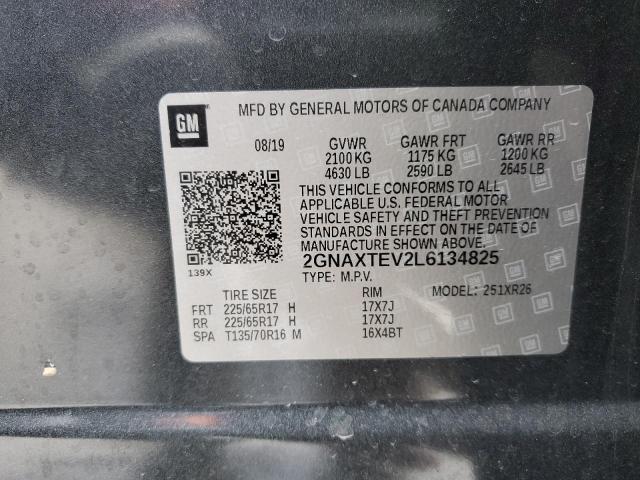 GM
MFD BY GENERAL MOTORS OF CANADA COMPANY
08/19 GVWR GAWR FRT GAWR RR
2100 KG 1175 KG 1200 KG
4630 LB 2590 LB 2645 LB
THIS VEHICLE CONFORMS TO ALL
APPLICABLE U.S. FEDERAL MOTOR
VEHICLE SAFETY AND THEFT PREVENTION
STANDARDS IN EFFECT ON THE DATE OF
MANUFACTURE SHOWN ABOVE.
139X 2GNAXTEV2L6134825
TYPE: M.P.V. MODEL: 251XR26
TIRE SIZE RIM
FRT 225/65R17 H 17X7J
RR 225/65R17 H 17X7J
SPA T135/70R16 M 16X4BT